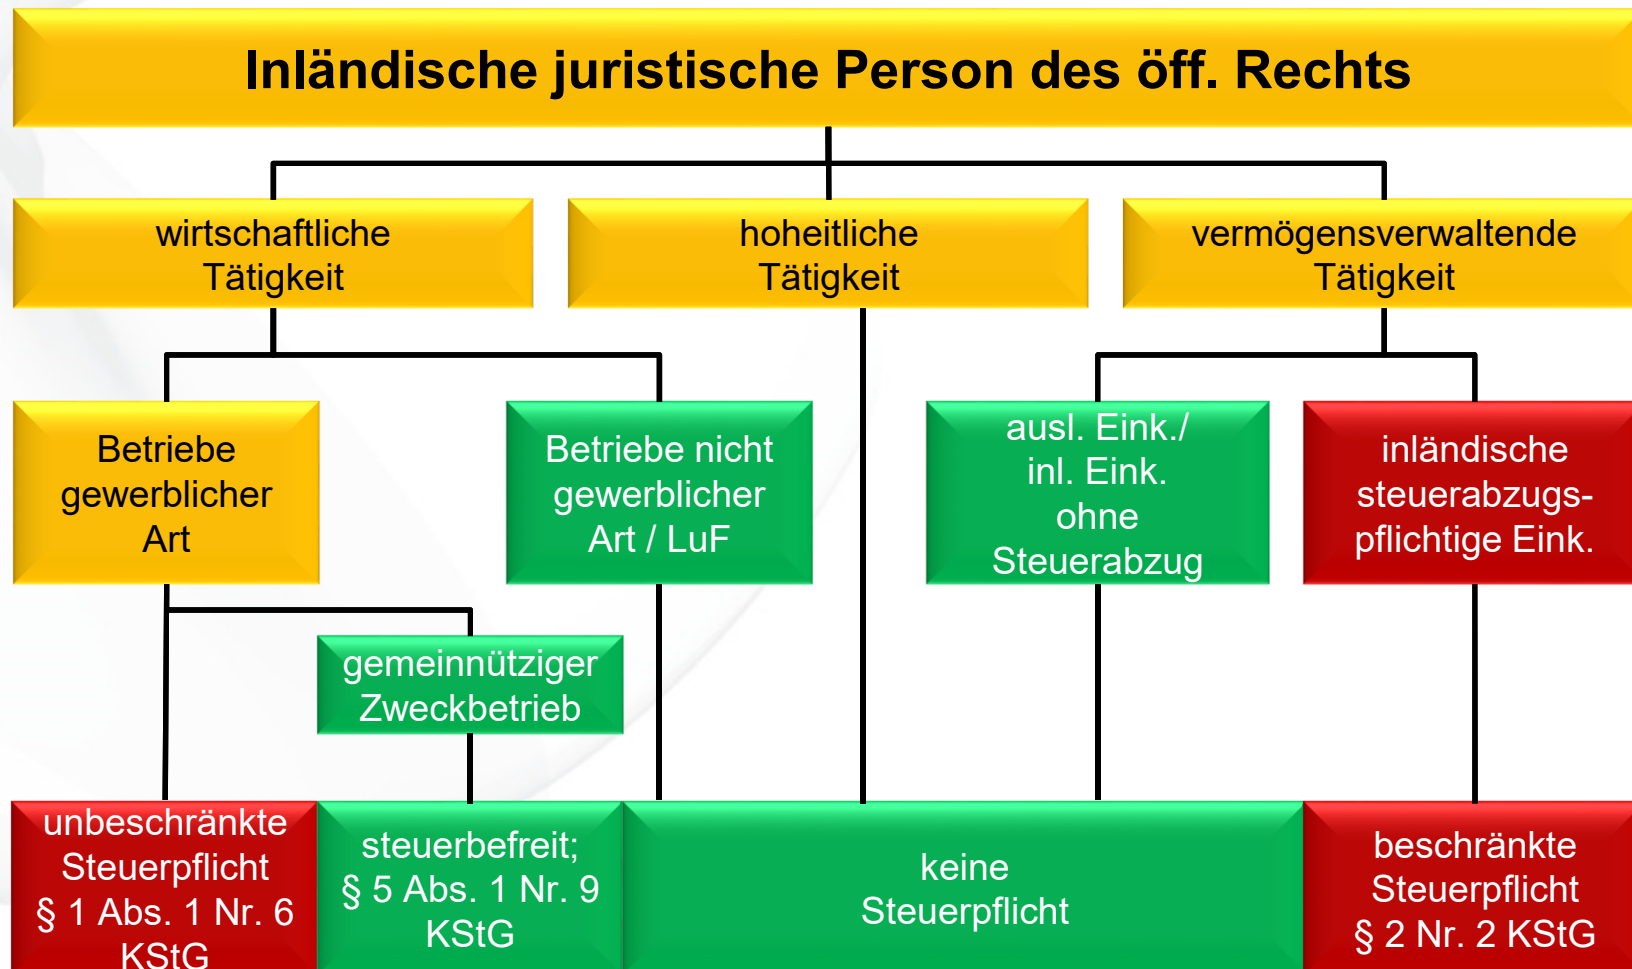 Inländische juristische Person des öff. Rechts
wirtschaftliche
Tätigkeit
hoheitliche
Tätigkeit
vermögensverwaltende
Tätigkeit
Betriebe
gewerblicher
Art
Betriebe nicht
gewerblicher
Art / LuF
ausl. Eink./
inl. Eink.
ohne
Steuerabzug
inländische
steuerabzugs-
pflichtige Eink.
gemeinnütziger
Zweckbetrieb
unbeschränkte
Steuerpflicht
§ 1 Abs. 1 Nr. 6
KStG
steuerbefreit;
§ 5 Abs. 1 Nr. 9
KStG
keine
Steuerpflicht
beschränkte
Steuerpflicht
§ 2 Nr. 2 KStG